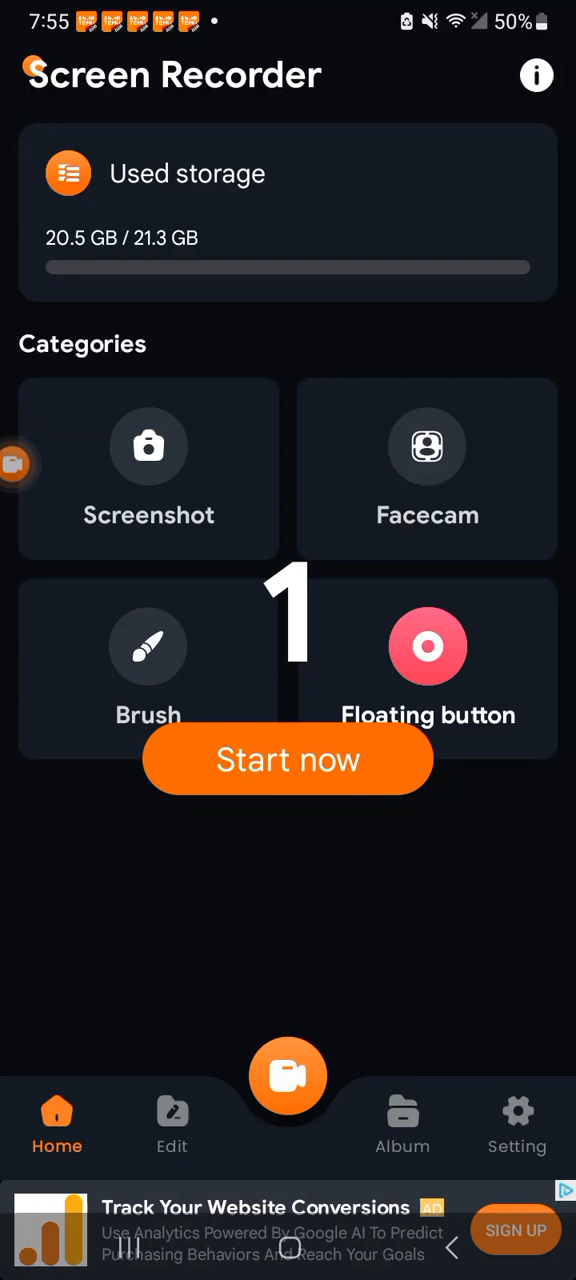 7:55
50%
Screen Recorder
Used storage
20.5 GB / 21.3 GB
Categories
Screenshot
Facecam
1
Brush
Floating button
Start now
Home
Edit
Album
Setting
Track Your Website Conversions AD
Use Analytics Powered By Google AI To Predict
Purchasing Behaviors And Reach Your Goals
SIGN UP